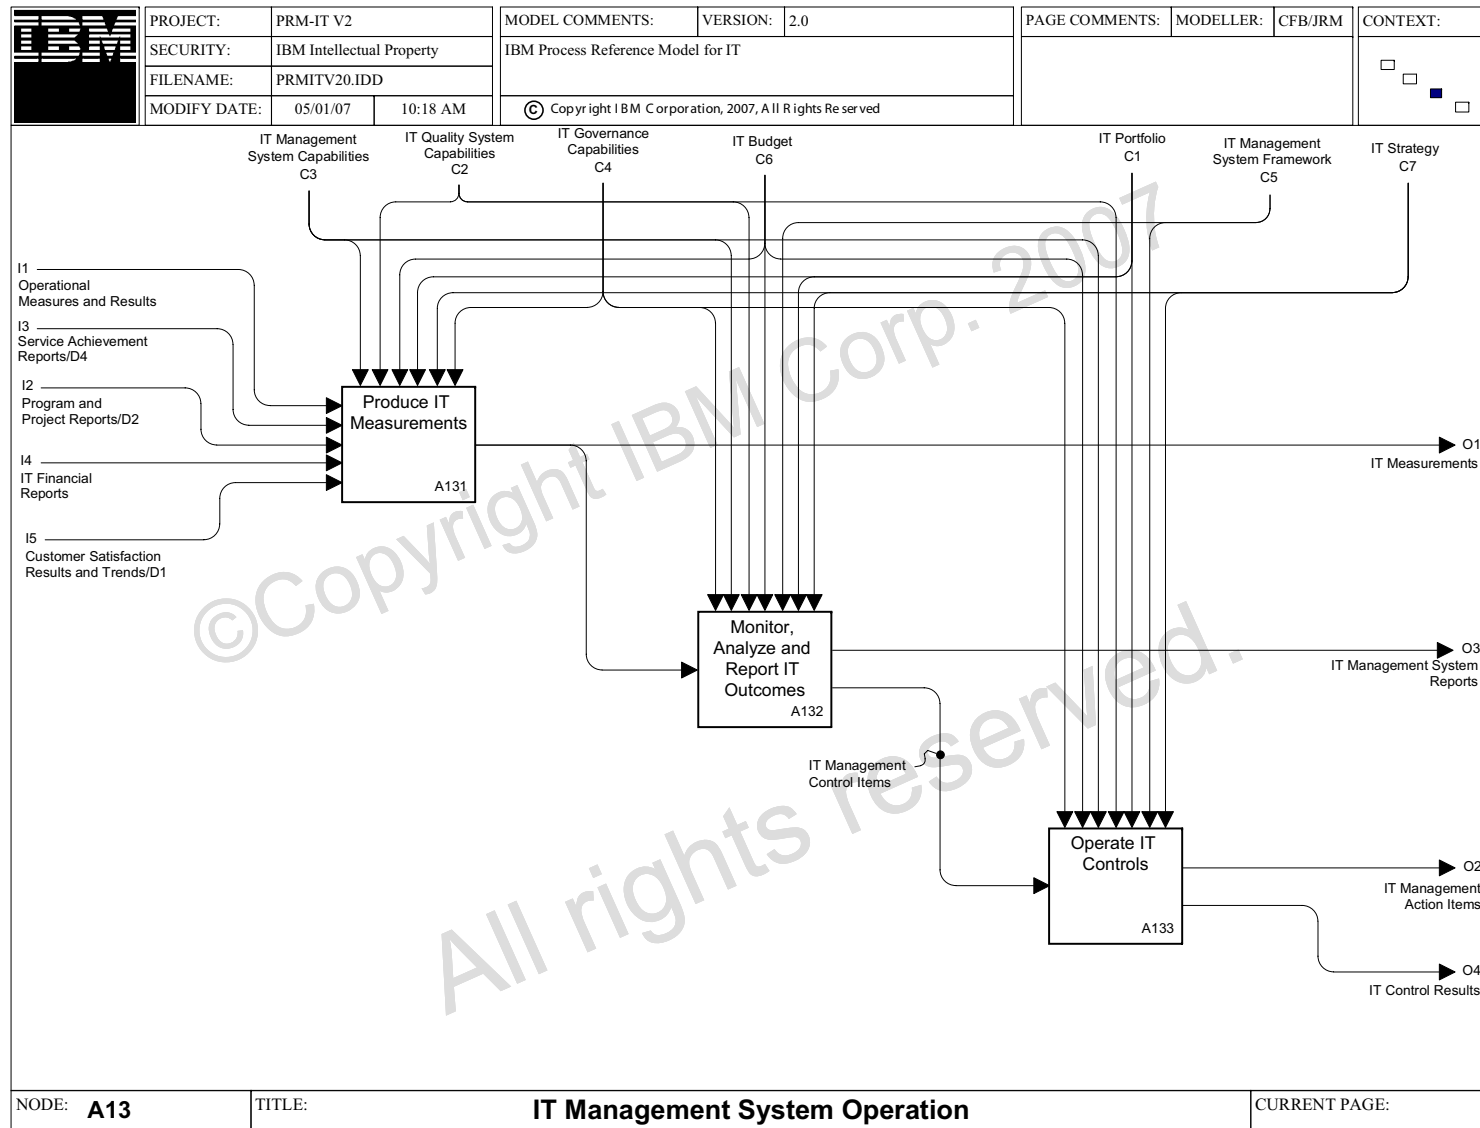 IBM
PROJECT: PRM-IT V2
SECURITY: IBM Intellectual Property
FILENAME: PRMITV20.IDD
MODIFY DATE: 05/01/07 10:18 AM
MODEL COMMENTS: VERSION: 2.0
IBM Process Reference Model for IT
© Copyright IBM Corporation, 2007, All Rights Reserved
PAGE COMMENTS: MODELLER: CFB/JRM
CONTEXT:
IT Management
System Capabilities
C3
IT Quality System
Capabilities
C2
IT Governance
Capabilities
C4
IT Budget
C6
IT Portfolio
C1
IT Management
System Framework
C5
IT Strategy
C7
I1
Operational
Measures and Results
I3
Service Achievement
Reports/D4
I2
Program and
Project Reports/D2
I4
IT Financial
Reports
I5
Customer Satisfaction
Results and Trends/D1
Produce IT
Measurements
A131
O1
IT Measurements
Monitor,
Analyze and
Report IT
Outcomes
A132
O3
IT Management System
Reports
IT Management
Control Items
Operate IT
Controls
A133
O2
IT Management
Action Items
O4
IT Control Results
©Copyright IBM Corp. 2007
All rights reserved.
NODE: A13
TITLE: IT Management System Operation
CURRENT PAGE: